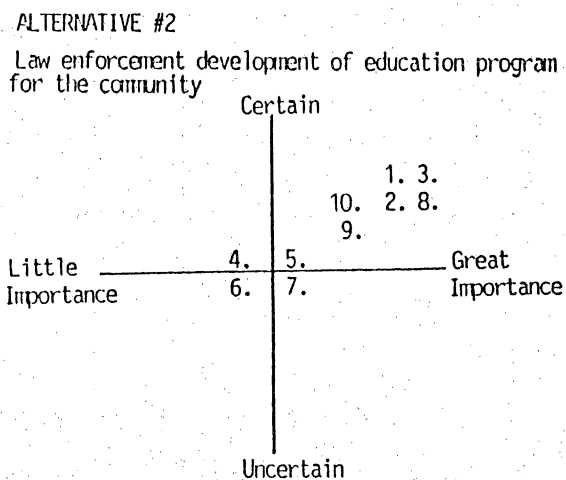 ALTERNATIVE #2
Law enforcement development of education program
for the community
Certain
1. 3.
10. 2. 8.
9.
4. 5.
Little Great
6. 7.
Importance Importance
Uncertain